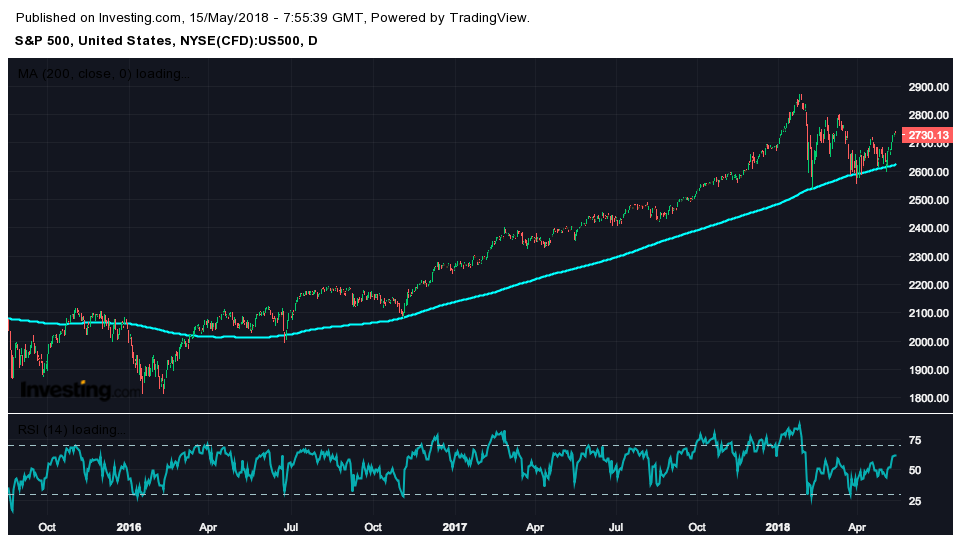 Published on Investing.com, 15/May/2018 - 7:55:39 GMT, Powered by TradingView.
S&P 500, United States, NYSE(CFD):US500, D
MA (200, close, 0) loading...
2900.00
2800.00
2730.13
2700.00
2600.00
2500.00
2400.00
2300.00
2200.00
2100.00
2000.00
1900.00
1800.00
Investing.com
RSI (14) loading...
75
50
25
Oct 2016 Apr Jul Oct 2017 Apr Jul Oct 2018 Apr